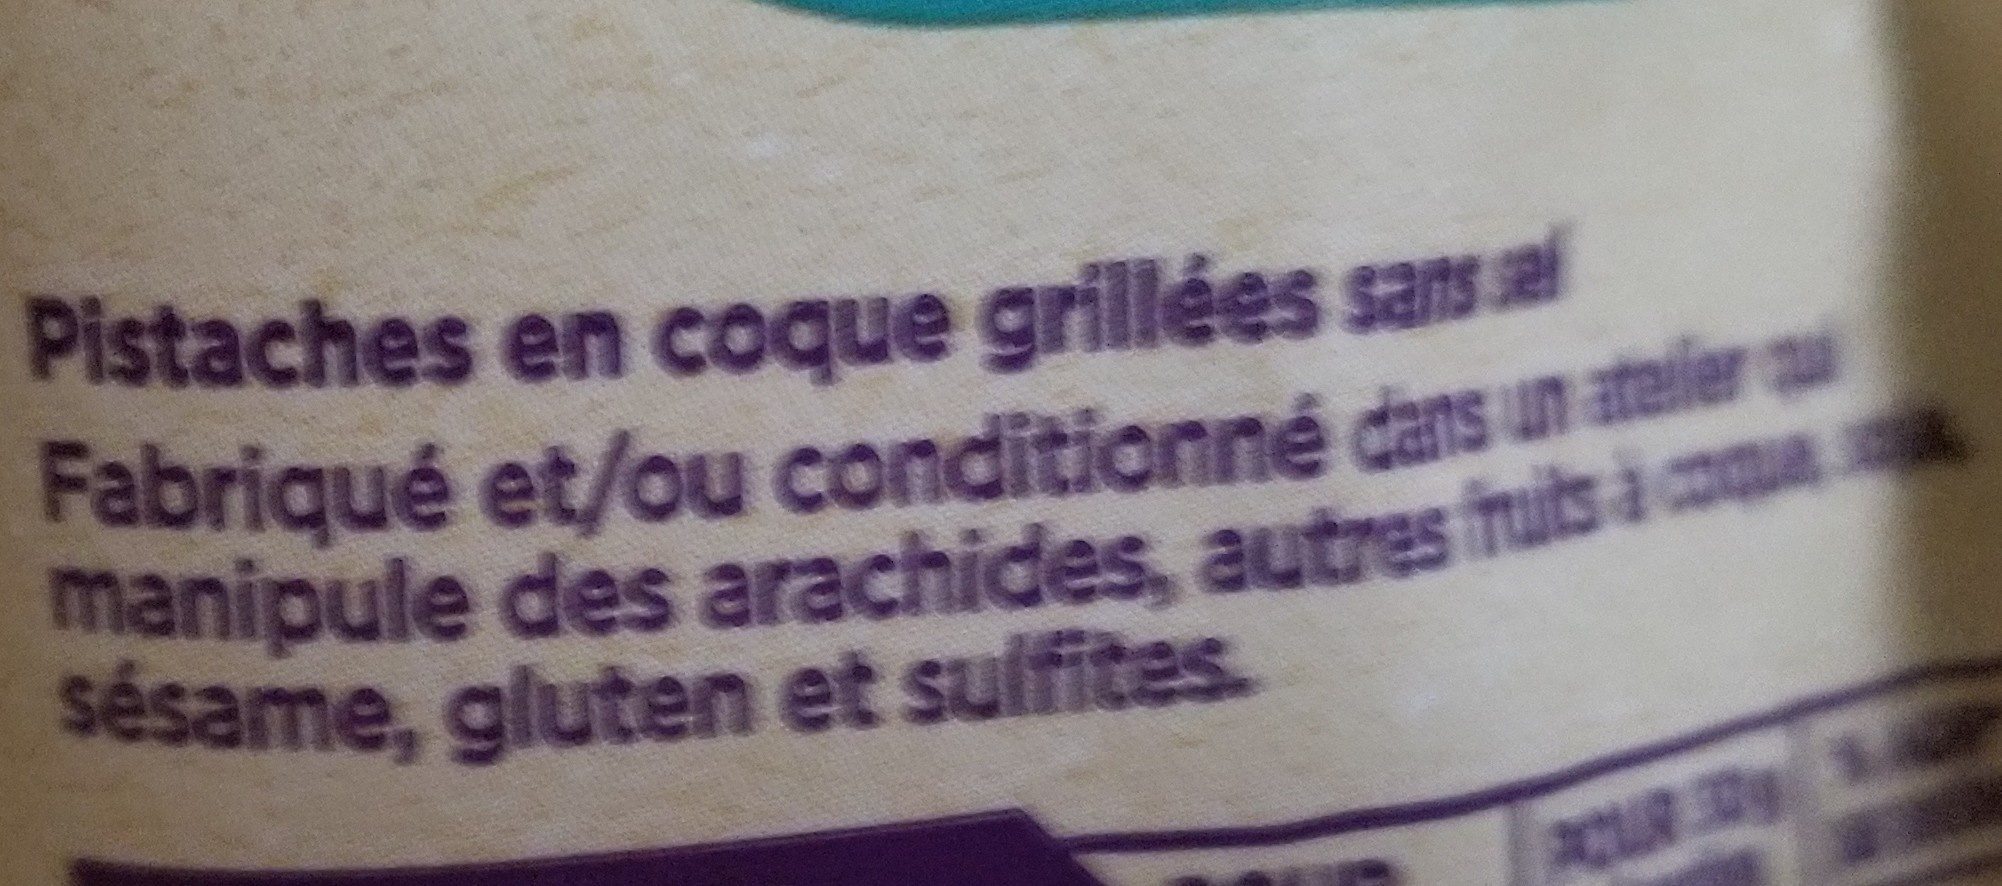 Pistaches en coque grillées sans sel
Fabriqué et/ou conditionné dans un atelier qui
manipule des arachides, autres fruits à coque,
sésame, gluten et sulfites.
POUR